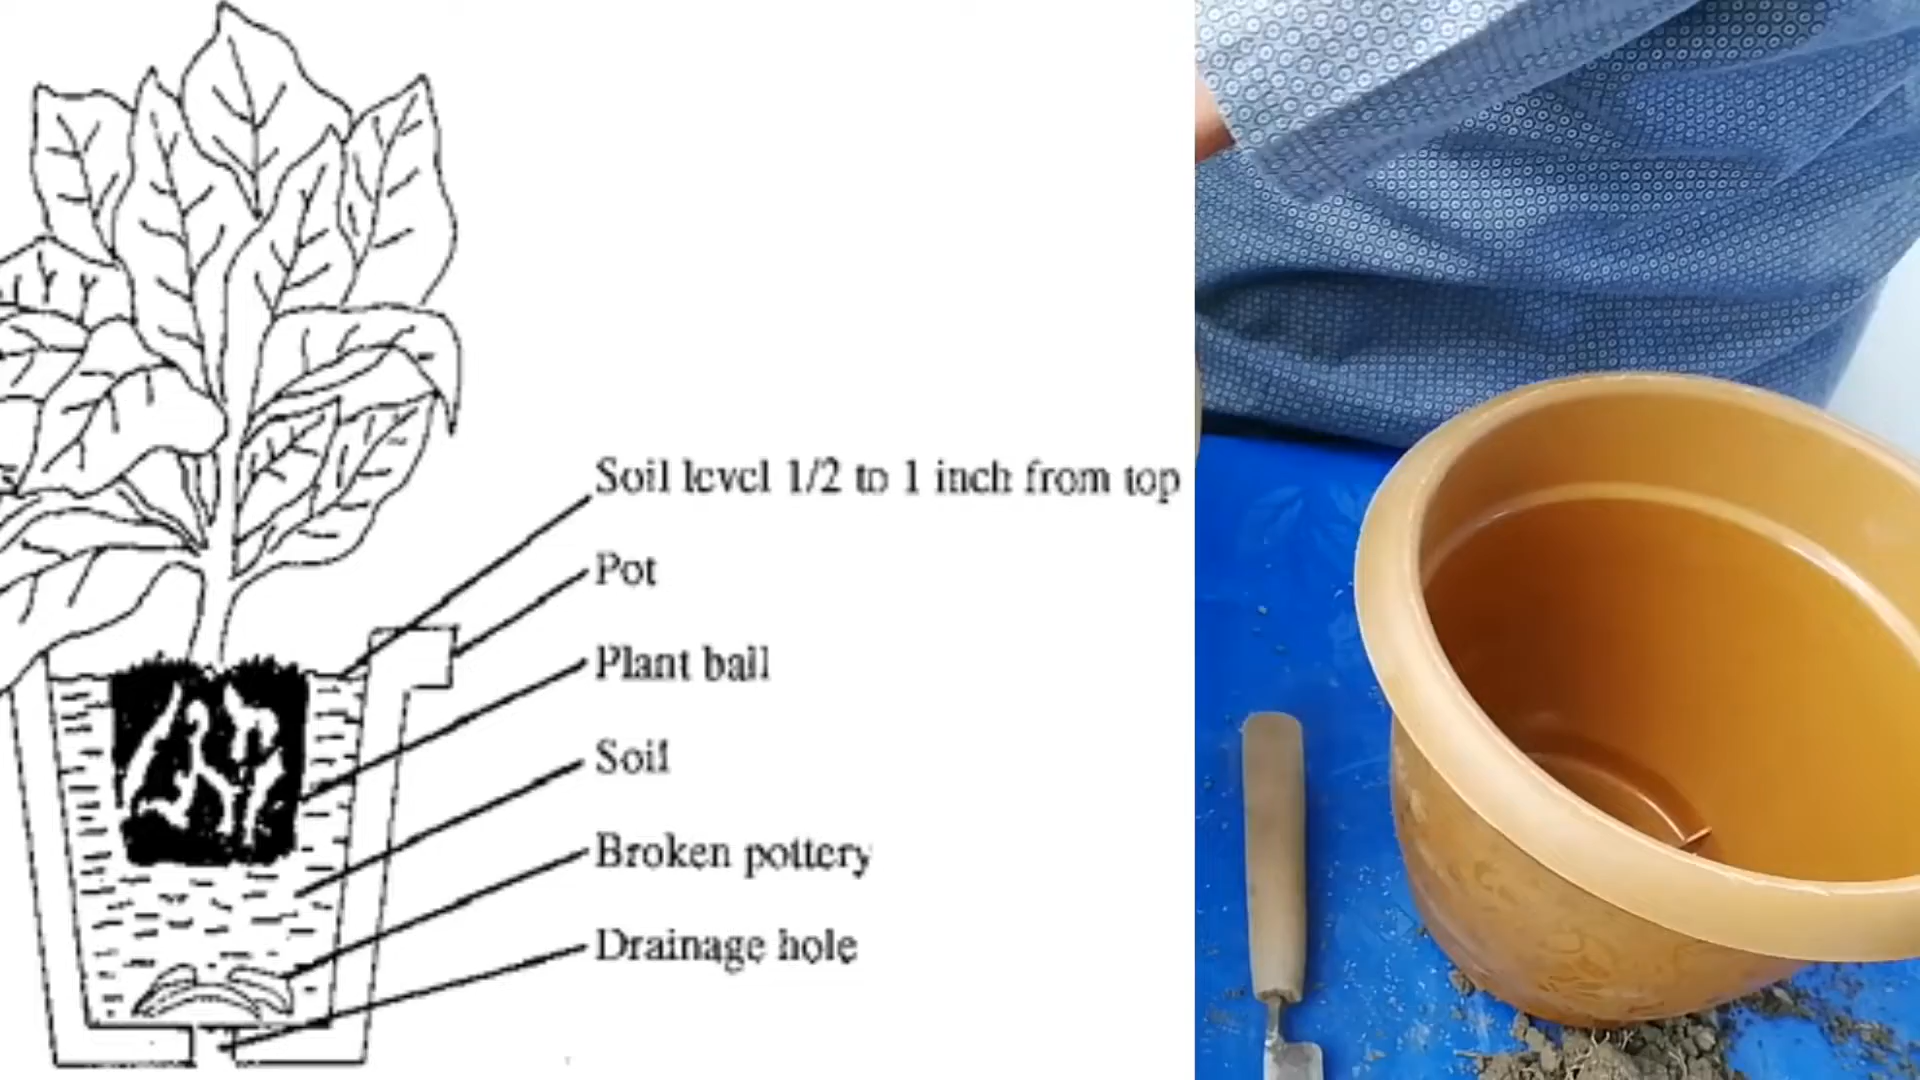 Soil level 1/2 to 1 inch from top
Pot
Plant ball
Soil
Broken pottery
Drainage hole